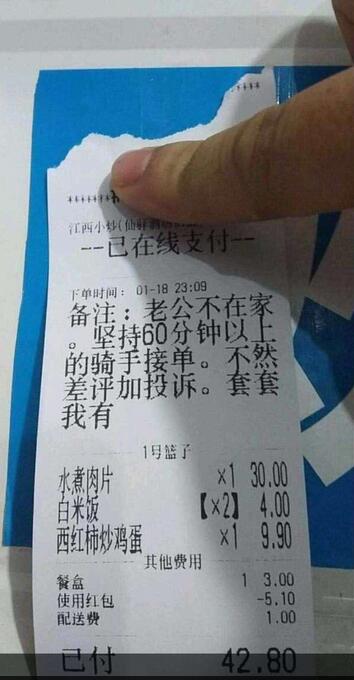 江西小炒(仙
--已在线支付--
下单时间： 01-18 23:09
备注：老公不在家
。坚持60分钟以上
的骑手接单。不然
差评加投诉。套套
我有
1号篮子
水煮肉片 ×1 30.00
白米饭 【×2】 4.00
西红柿炒鸡蛋 ×1 9.90
其他费用
餐盒 1 3.00
使用红包 -5.10
配送费 1.00
已付 42.80